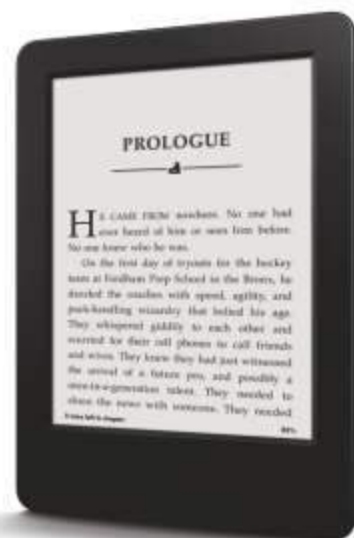 PROLOGUE
HE CAME FROM nowhere. No one had
ever heard of him or seen him before.
No one knew who he was.
On the first day of tryouts for the hockey
team at Fordham Prep School in the Bronx, he
dazzled the coaches with speed, agility, and
puck-handling wizardry that belied his age.
They whispered giddily to each other and
worried for their cell phones to call friends
and wives. They knew they had just witnessed
the arrival of a future pro, and possibly a
once-in-a-generation talent. They needed to
share the news with someone. They needed
left in chapter